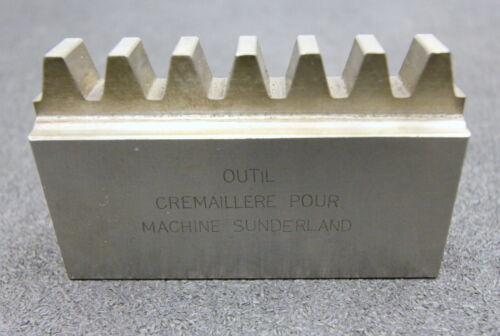 OUTiL
CREMAILLERE POUR
MACHINE SUNDERLAND